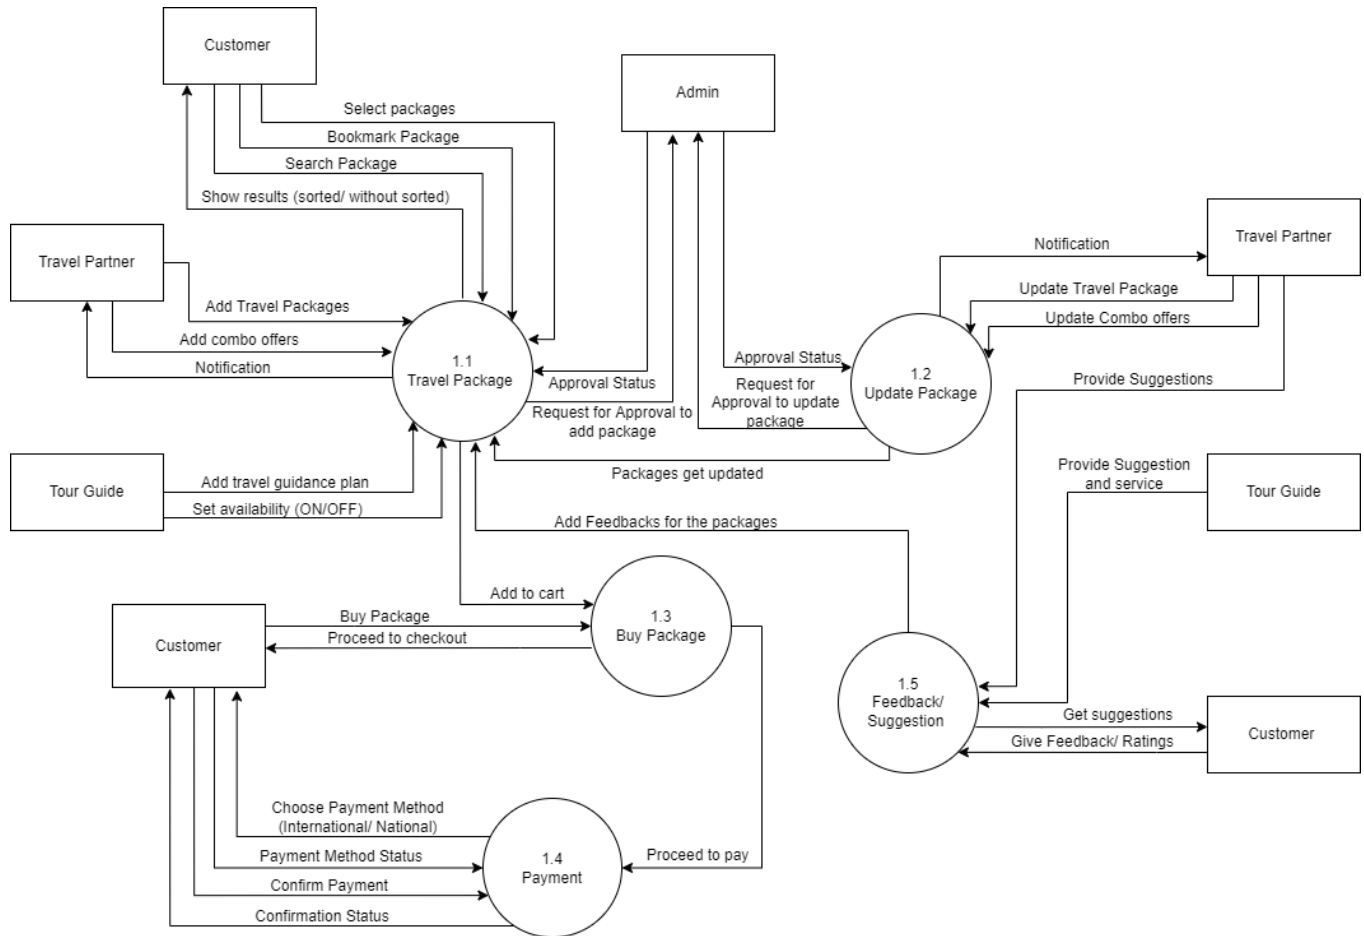 Customer
Admin
Select packages
Bookmark Package
Search Package
Show results (sorted/ without sorted)
Travel Partner
Add Travel Packages
Add combo offers
Notification
1.1
Travel Package
Approval Status
Request for Approval to
add package
Approval Status
Request for
Approval to update
package
1.2
Update Package
Notification
Travel Partner
Update Travel Package
Update Combo offers
Provide Suggestions
Tour Guide
Add travel guidance plan
Set availability (ON/OFF)
Packages get updated
Add Feedbacks for the packages
Provide Suggestion
and service
Tour Guide
Customer
Buy Package
Proceed to checkout
Add to cart
1.3
Buy Package
1.5
Feedback/
Suggestion
Get suggestions
Give Feedback/ Ratings
Customer
Choose Payment Method
(International/ National)
Payment Method Status
Confirm Payment
Confirmation Status
1.4
Payment
Proceed to pay